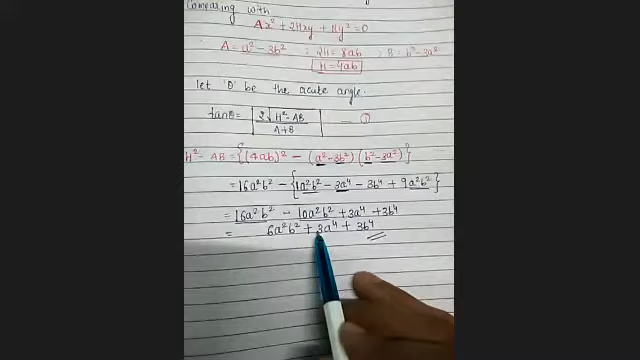 Comparing with
Ax² + 2Hxy + By² = 0
A = a² - 3b² ; 2H = 8ab ; B = b² - 3a²
H = 4ab
let 'θ' be the acute angle.
tanθ = | 2√H² - AB / A + B | — ①
H² - AB = {(4ab)² - (a² - 3b²) (b² - 3a²)}
= 16a²b² - {1a²b² - 3a⁴ - 3b⁴ + 9a²b²}
= 16a²b² - 10a²b² + 3a⁴ + 3b⁴
= 6a²b² + 3a⁴ + 3b⁴